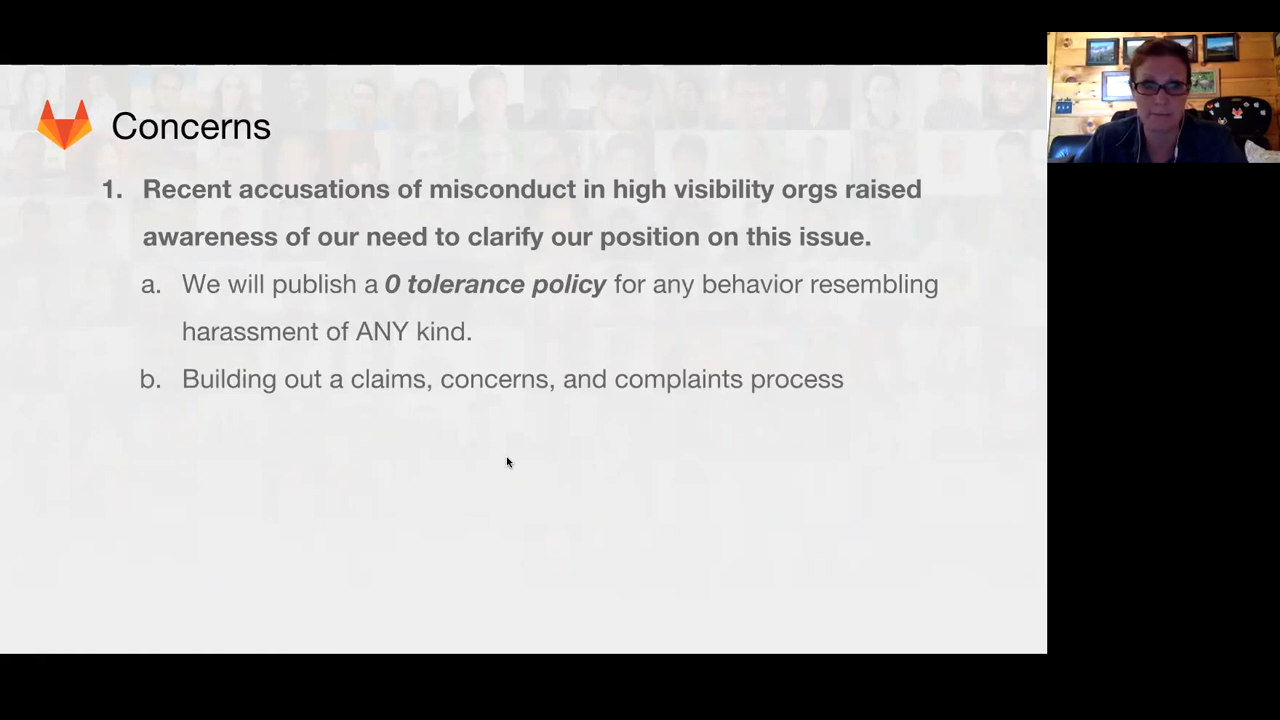 Concerns
1. Recent accusations of misconduct in high visibility orgs raised
awareness of our need to clarify our position on this issue.
a. We will publish a 0 tolerance policy for any behavior resembling
harassment of ANY kind.
b. Building out a claims, concerns, and complaints process